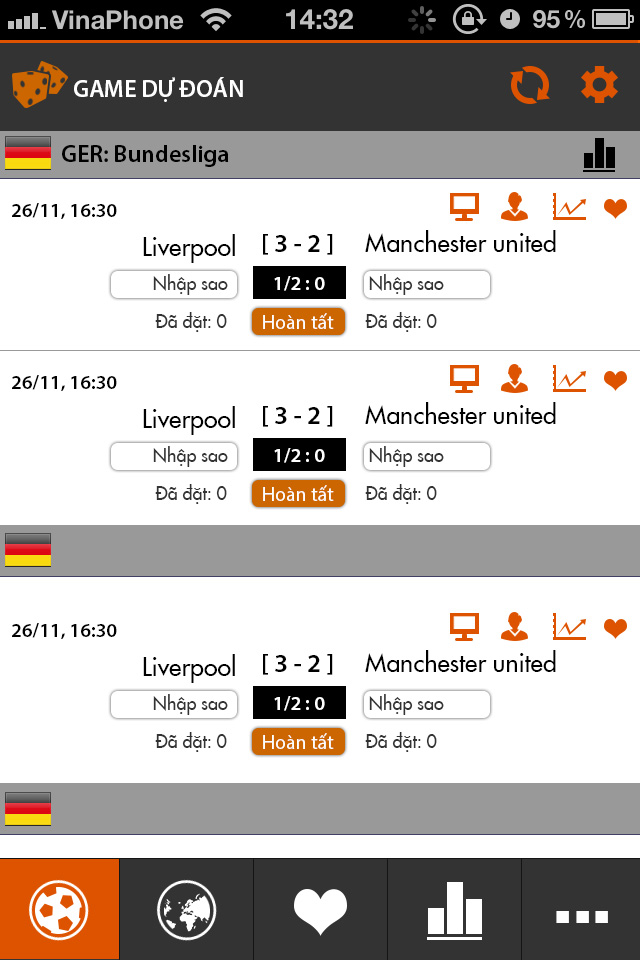 VinaPhone 14:32 95 %
GAME DỰ ĐOÁN
GER: Bundesliga
26/11, 16:30
Liverpool [ 3 - 2 ] Manchester united
Nhập sao 1/2 : 0 Nhập sao
Đã đặt: 0 Hoàn tất Đã đặt: 0
26/11, 16:30
Liverpool [ 3 - 2 ] Manchester united
Nhập sao 1/2 : 0 Nhập sao
Đã đặt: 0 Hoàn tất Đã đặt: 0
26/11, 16:30
Liverpool [ 3 - 2 ] Manchester united
Nhập sao 1/2 : 0 Nhập sao
Đã đặt: 0 Hoàn tất Đã đặt: 0